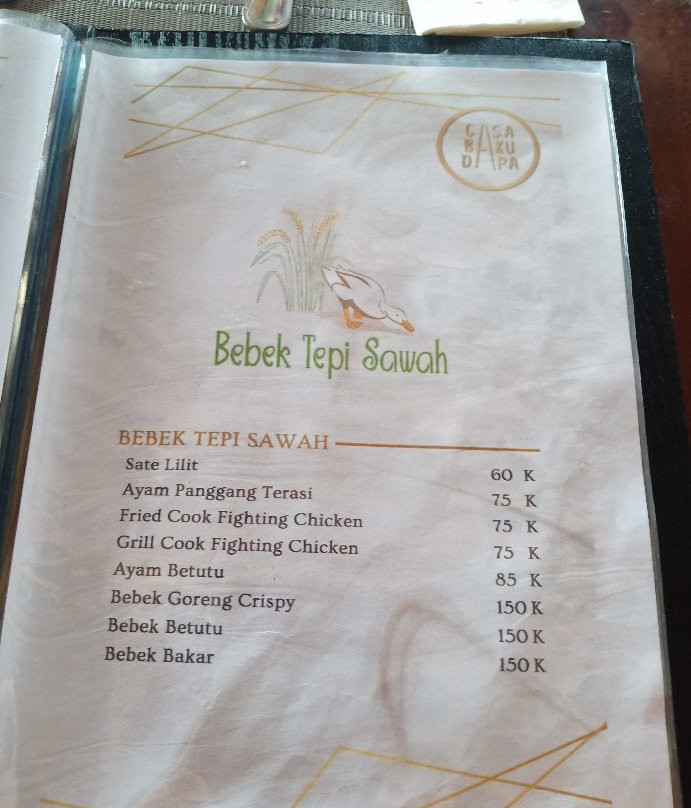 CASA
BAKU
DAPA
Bebek Tepi Sawah
BEBEK TEPI SAWAH
Sate Lilit 60 K
Ayam Panggang Terasi 75 K
Fried Cook Fighting Chicken 75 K
Grill Cook Fighting Chicken 75 K
Ayam Betutu 85 K
Bebek Goreng Crispy 150 K
Bebek Betutu 150 K
Bebek Bakar 150 K